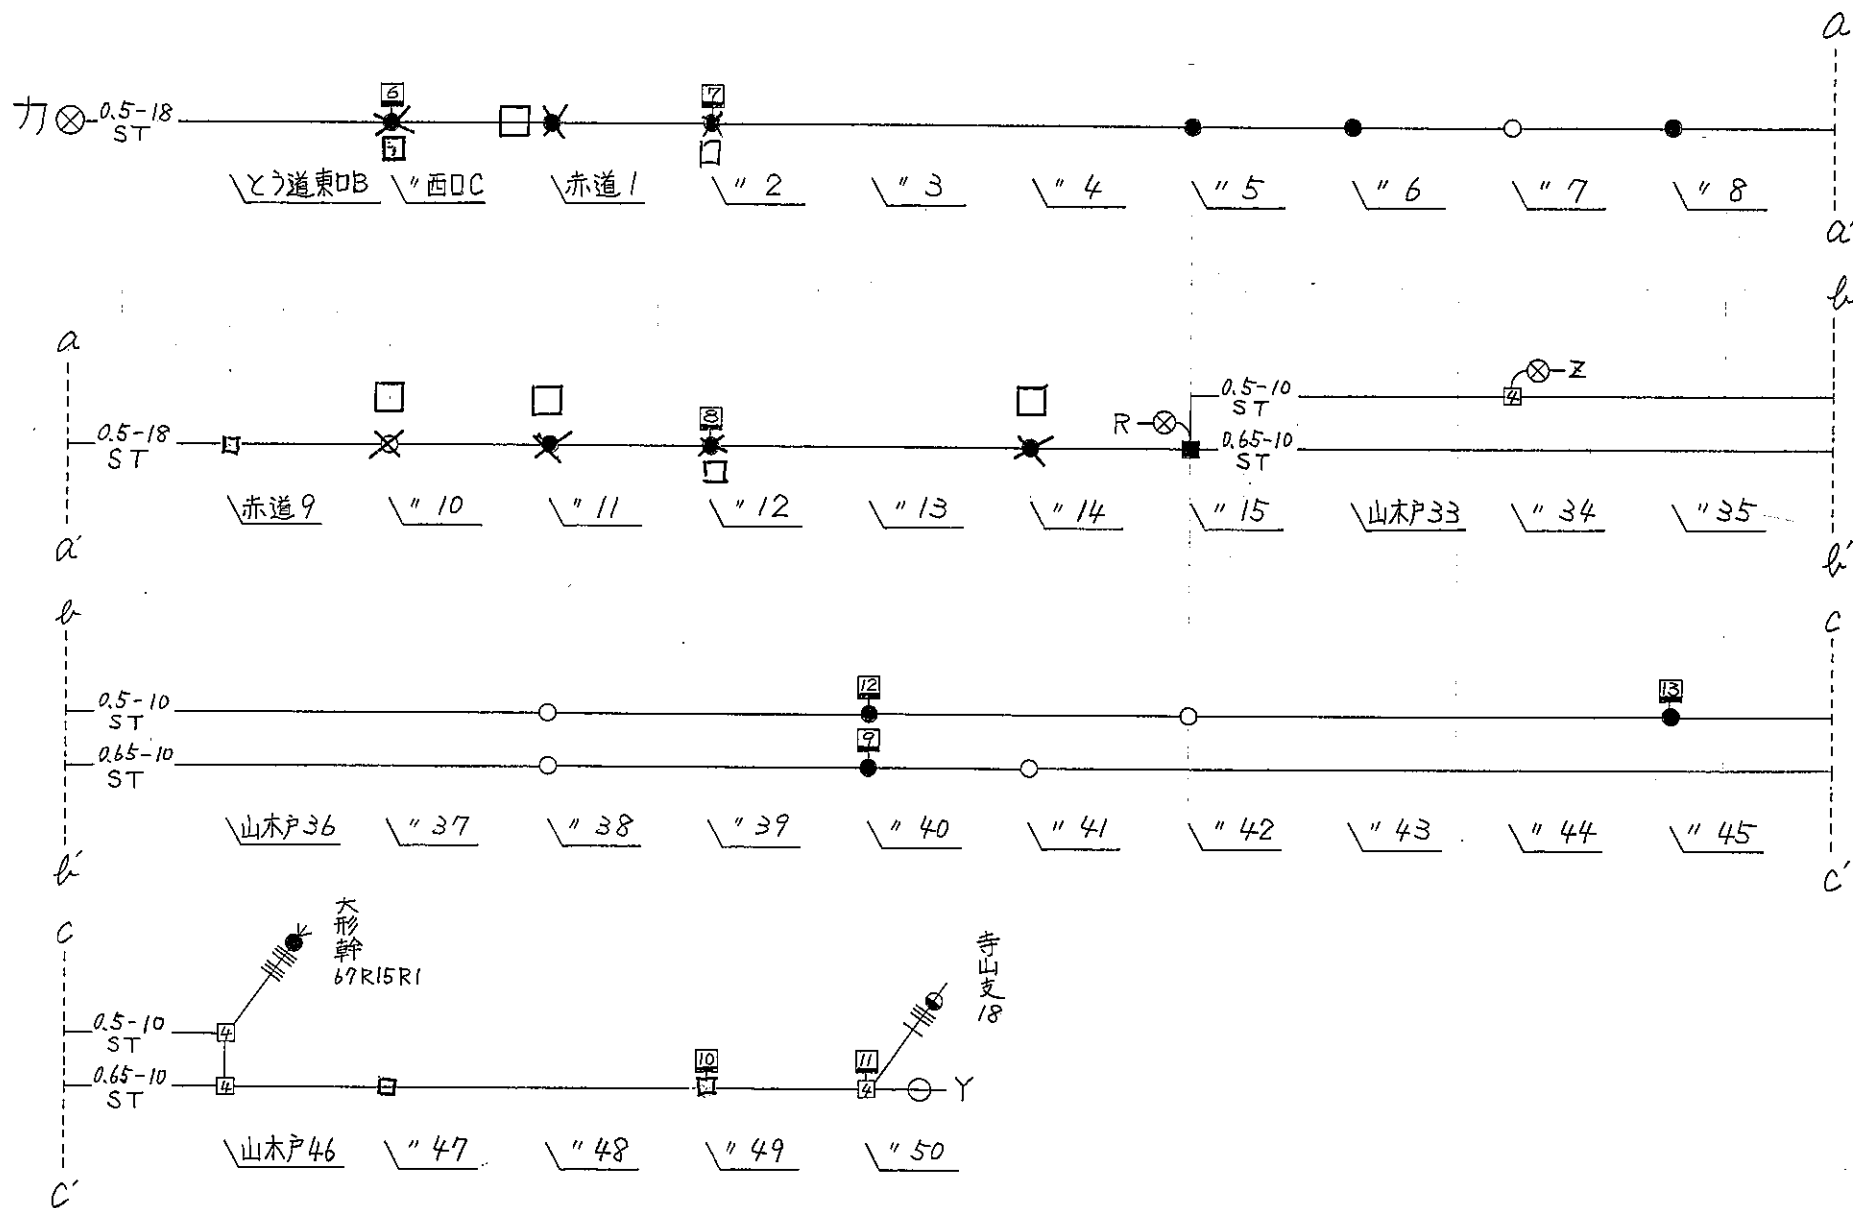 a
6 7
カ 0.5-18
ST
とう道東口B 〃西口C 赤道1 〃2 〃3 〃4 〃5 〃6 〃7 〃8
a'
b
a
Z
0.5-10 4
ST
8
R
0.5-18 0.65-10
ST ST
赤道9 〃10 〃11 〃12 〃13 〃14 〃15 山木戸33 〃34 〃35
a' b'
b c
12 13
0.5-10
ST
9
0.65-10
ST
山木戸36 〃37 〃38 〃39 〃40 〃41 〃42 〃43 〃44 〃45
b' c'
c
大形幹
67R15R1
寺山支
18
0.5-10 4
ST
10 11
0.65-10 4 4 Y
ST
山木戸46 〃47 〃48 〃49 〃50
c'